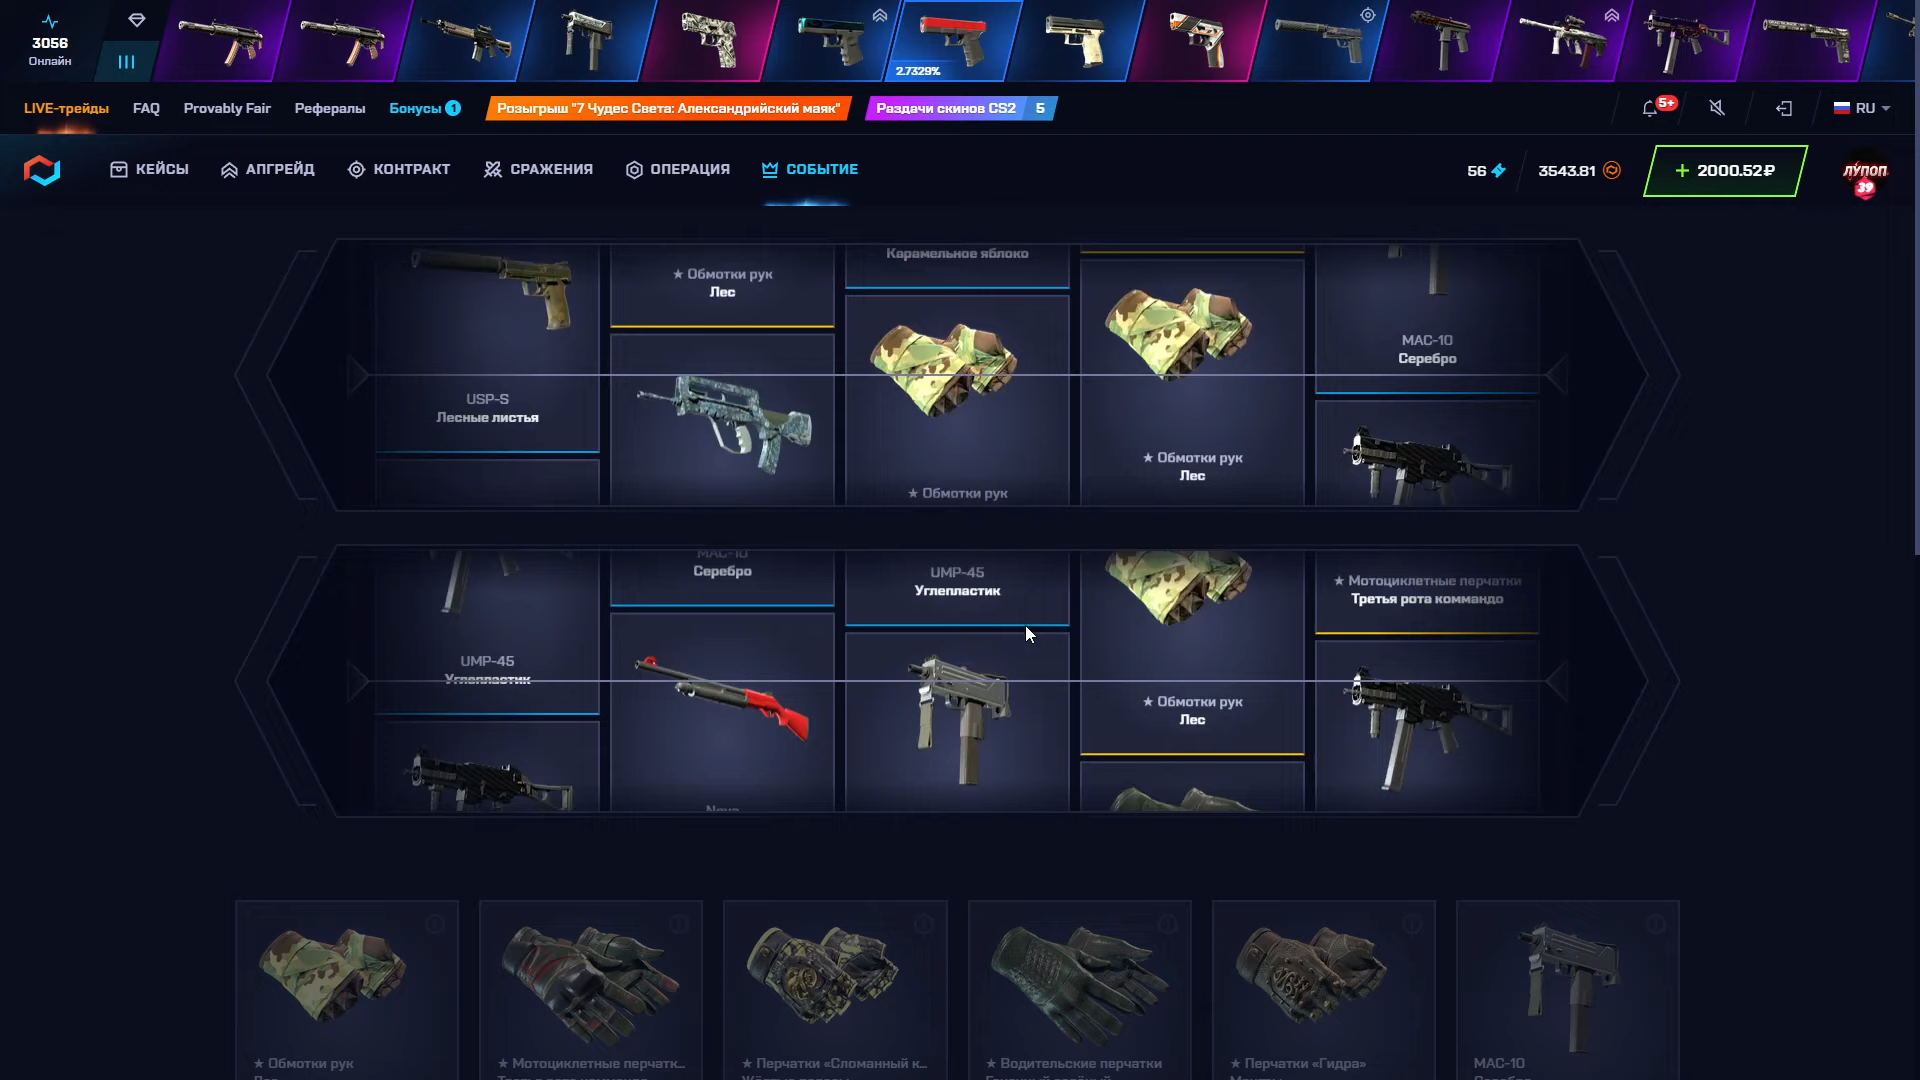 3056
Онлайн
2.7329%
LIVE-трейды
FAQ
Provably Fair
Рефералы
Бонусы 1
Розыгрыш "7 Чудес Света: Александрийский маяк"
Раздачи скинов CS2 5
5+
RU
КЕЙСЫ
АПГРЕЙД
КОНТРАКТ
СРАЖЕНИЯ
ОПЕРАЦИЯ
СОБЫТИЕ
56
3543.81
+ 2000.52₽
ЛУПОП
39
USP-S
Лесные листья
★ Обмотки рук
Лес
Карамельное яблоко
★ Обмотки рук
★ Обмотки рук
Лес
MAC-10
Серебро
UMP-45
Углепластик
MAC-10
Серебро
Nova
UMP-45
Углепластик
★ Обмотки рук
Лес
★ Мотоциклетные перчатки
Третья рота коммандо
★ Обмотки рук
★ Мотоциклетные перчатк...
★ Перчатки «Сломанный к...
★ Водительские перчатки
★ Перчатки «Гидра»
MAC-10